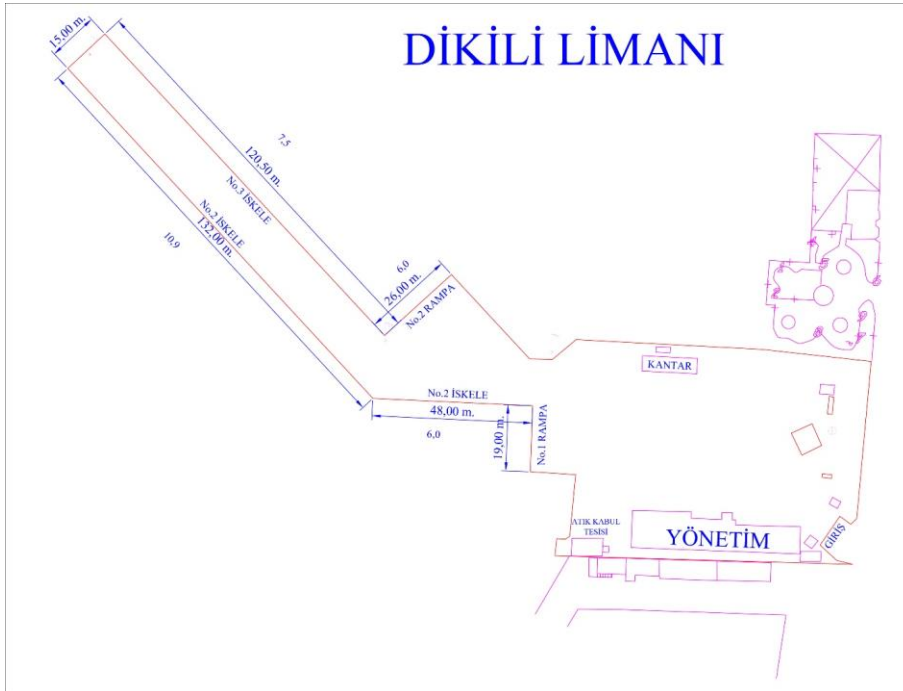 DİKİLİ LİMANI
15,00 m.
7,5
120,50 m.
No.3 İSKELE
No.2 İSKELE
132,00 m.
10,9
6,0
26,00 m.
No.2 RAMPA
KANTAR
No.2 İSKELE
48,00 m.
6,0
19,00 m.
No.1 RAMPA
ATIK KABUL
TESİSİ
YÖNETİM
GİRİŞ